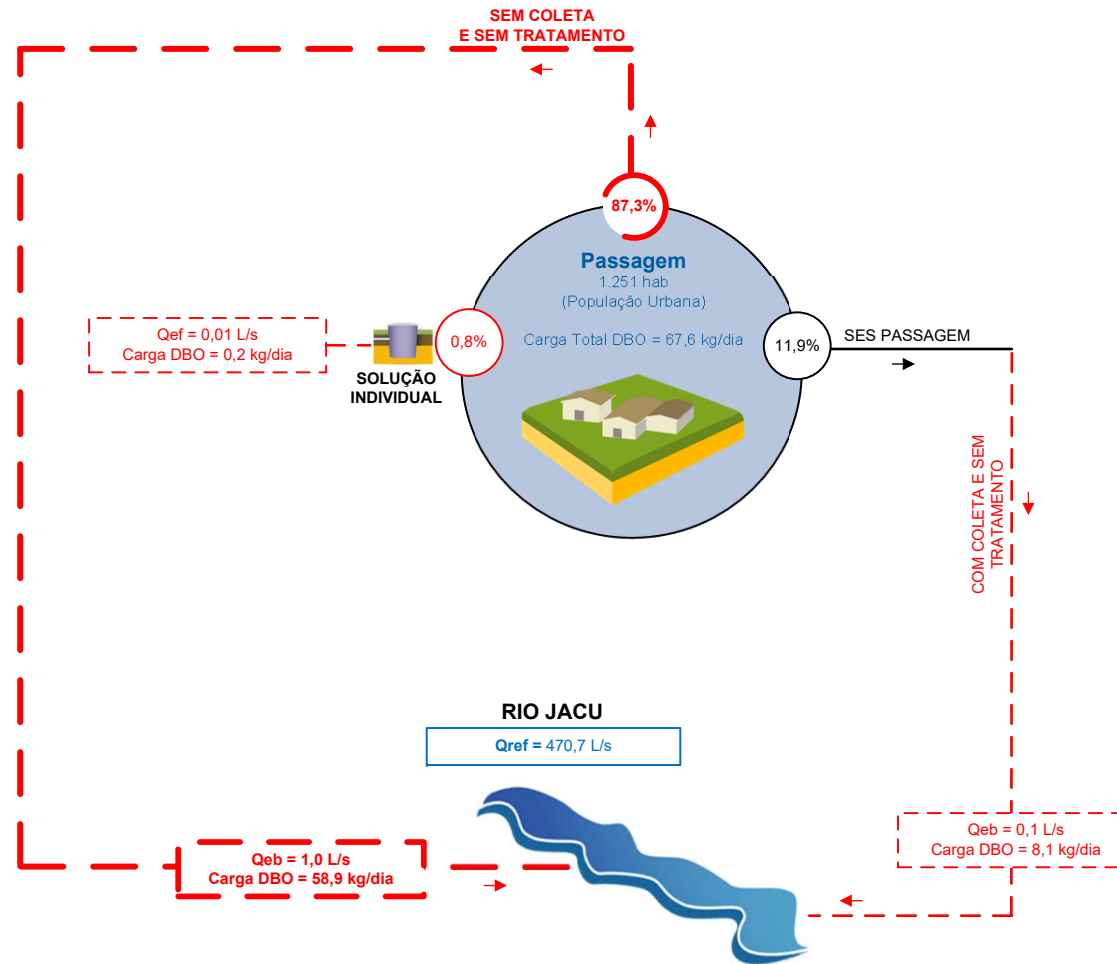 SEM COLETA
E SEM TRATAMENTO
87,3%
Passagem
1.251 hab
(População Urbana)
Carga Total DBO = 67,6 kg/dia
Qef = 0,01 L/s
Carga DBO = 0,2 kg/dia
SOLUÇÃO
INDIVIDUAL
0,8%
11,9%
SES PASSAGEM
COM COLETA E SEM
TRATAMENTO
RIO JACU
Qref = 470,7 L/s
Qeb = 0,1 L/s
Carga DBO = 8,1 kg/dia
Qeb = 1,0 L/s
Carga DBO = 58,9 kg/dia